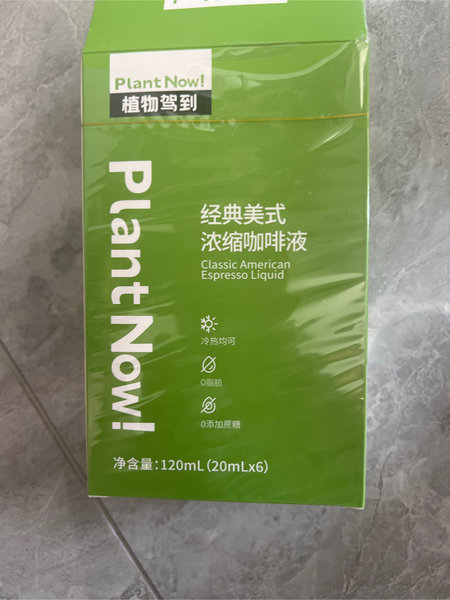 Plant Now!
植物驾到
Plant Now!
经典美式
浓缩咖啡液
Classic American
Espresso Liquid
冷热均可
0脂肪
0添加蔗糖
净含量:120mL(20mLx6)